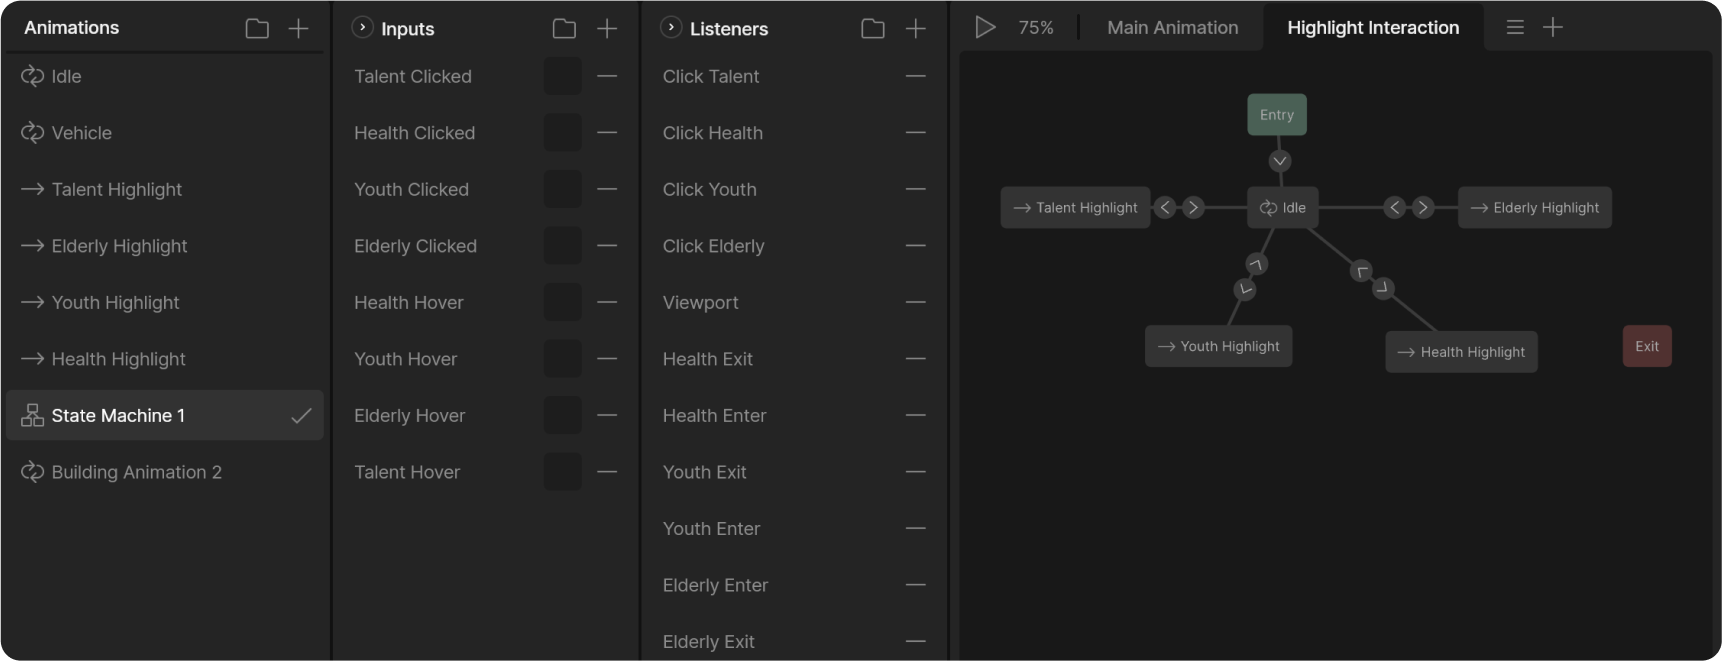 Animations
Idle
Vehicle
Talent Highlight
Elderly Highlight
Youth Highlight
Health Highlight
State Machine 1
Building Animation 2
Inputs
Talent Clicked
Health Clicked
Youth Clicked
Elderly Clicked
Health Hover
Youth Hover
Elderly Hover
Talent Hover
Listeners
Click Talent
Click Health
Click Youth
Click Elderly
Viewport
Health Exit
Health Enter
Youth Exit
Youth Enter
Elderly Enter
Elderly Exit
75%
Main Animation
Highlight Interaction
Entry
Talent Highlight
Idle
Elderly Highlight
Youth Highlight
Health Highlight
Exit